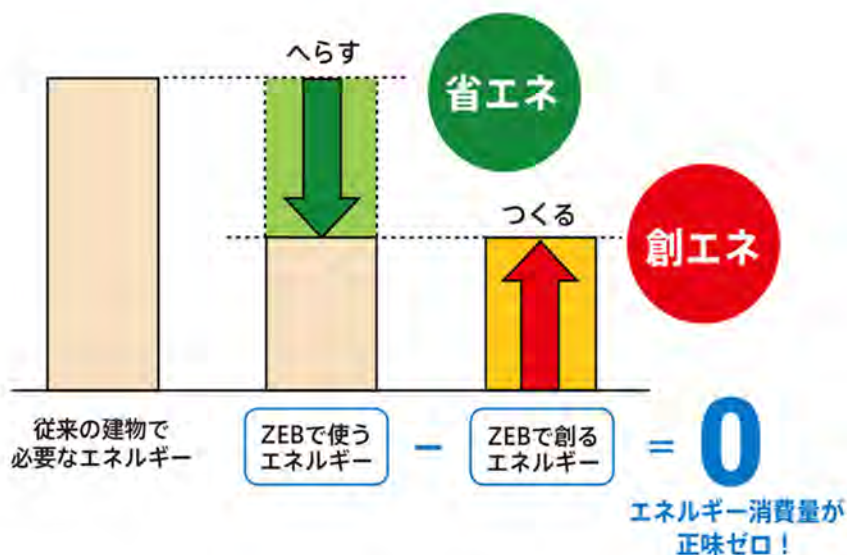 へらす
省エネ
つくる
創エネ
従来の建物で
必要なエネルギー
ZEBで使う
エネルギー
−
ZEBで創る
エネルギー
=
0
エネルギー消費量が
正味ゼロ！